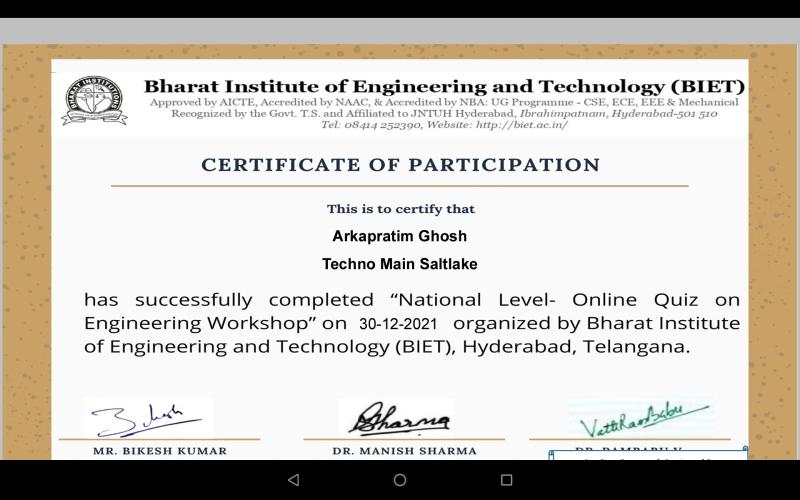 Bharat Institute of Engineering and Technology (BIET)
Approved by AICTE, Accredited by NAAC, & Accredited by NBA: UG Programme - CSE, ECE, EEE & Mechanical
Recognized by the Govt. T.S. and Affiliated to JNTUH Hyderabad, Ibrahimpatnam, Hyderabad-501 510
Tel: 08414 252390, Website: http://biet.ac.in/
CERTIFICATE OF PARTICIPATION
This is to certify that
Arkapratim Ghosh
Techno Main Saltlake
has successfully completed “National Level- Online Quiz on
Engineering Workshop” on 30-12-2021 organized by Bharat Institute
of Engineering and Technology (BIET), Hyderabad, Telangana.
MR. BIKESH KUMAR
DR. MANISH SHARMA